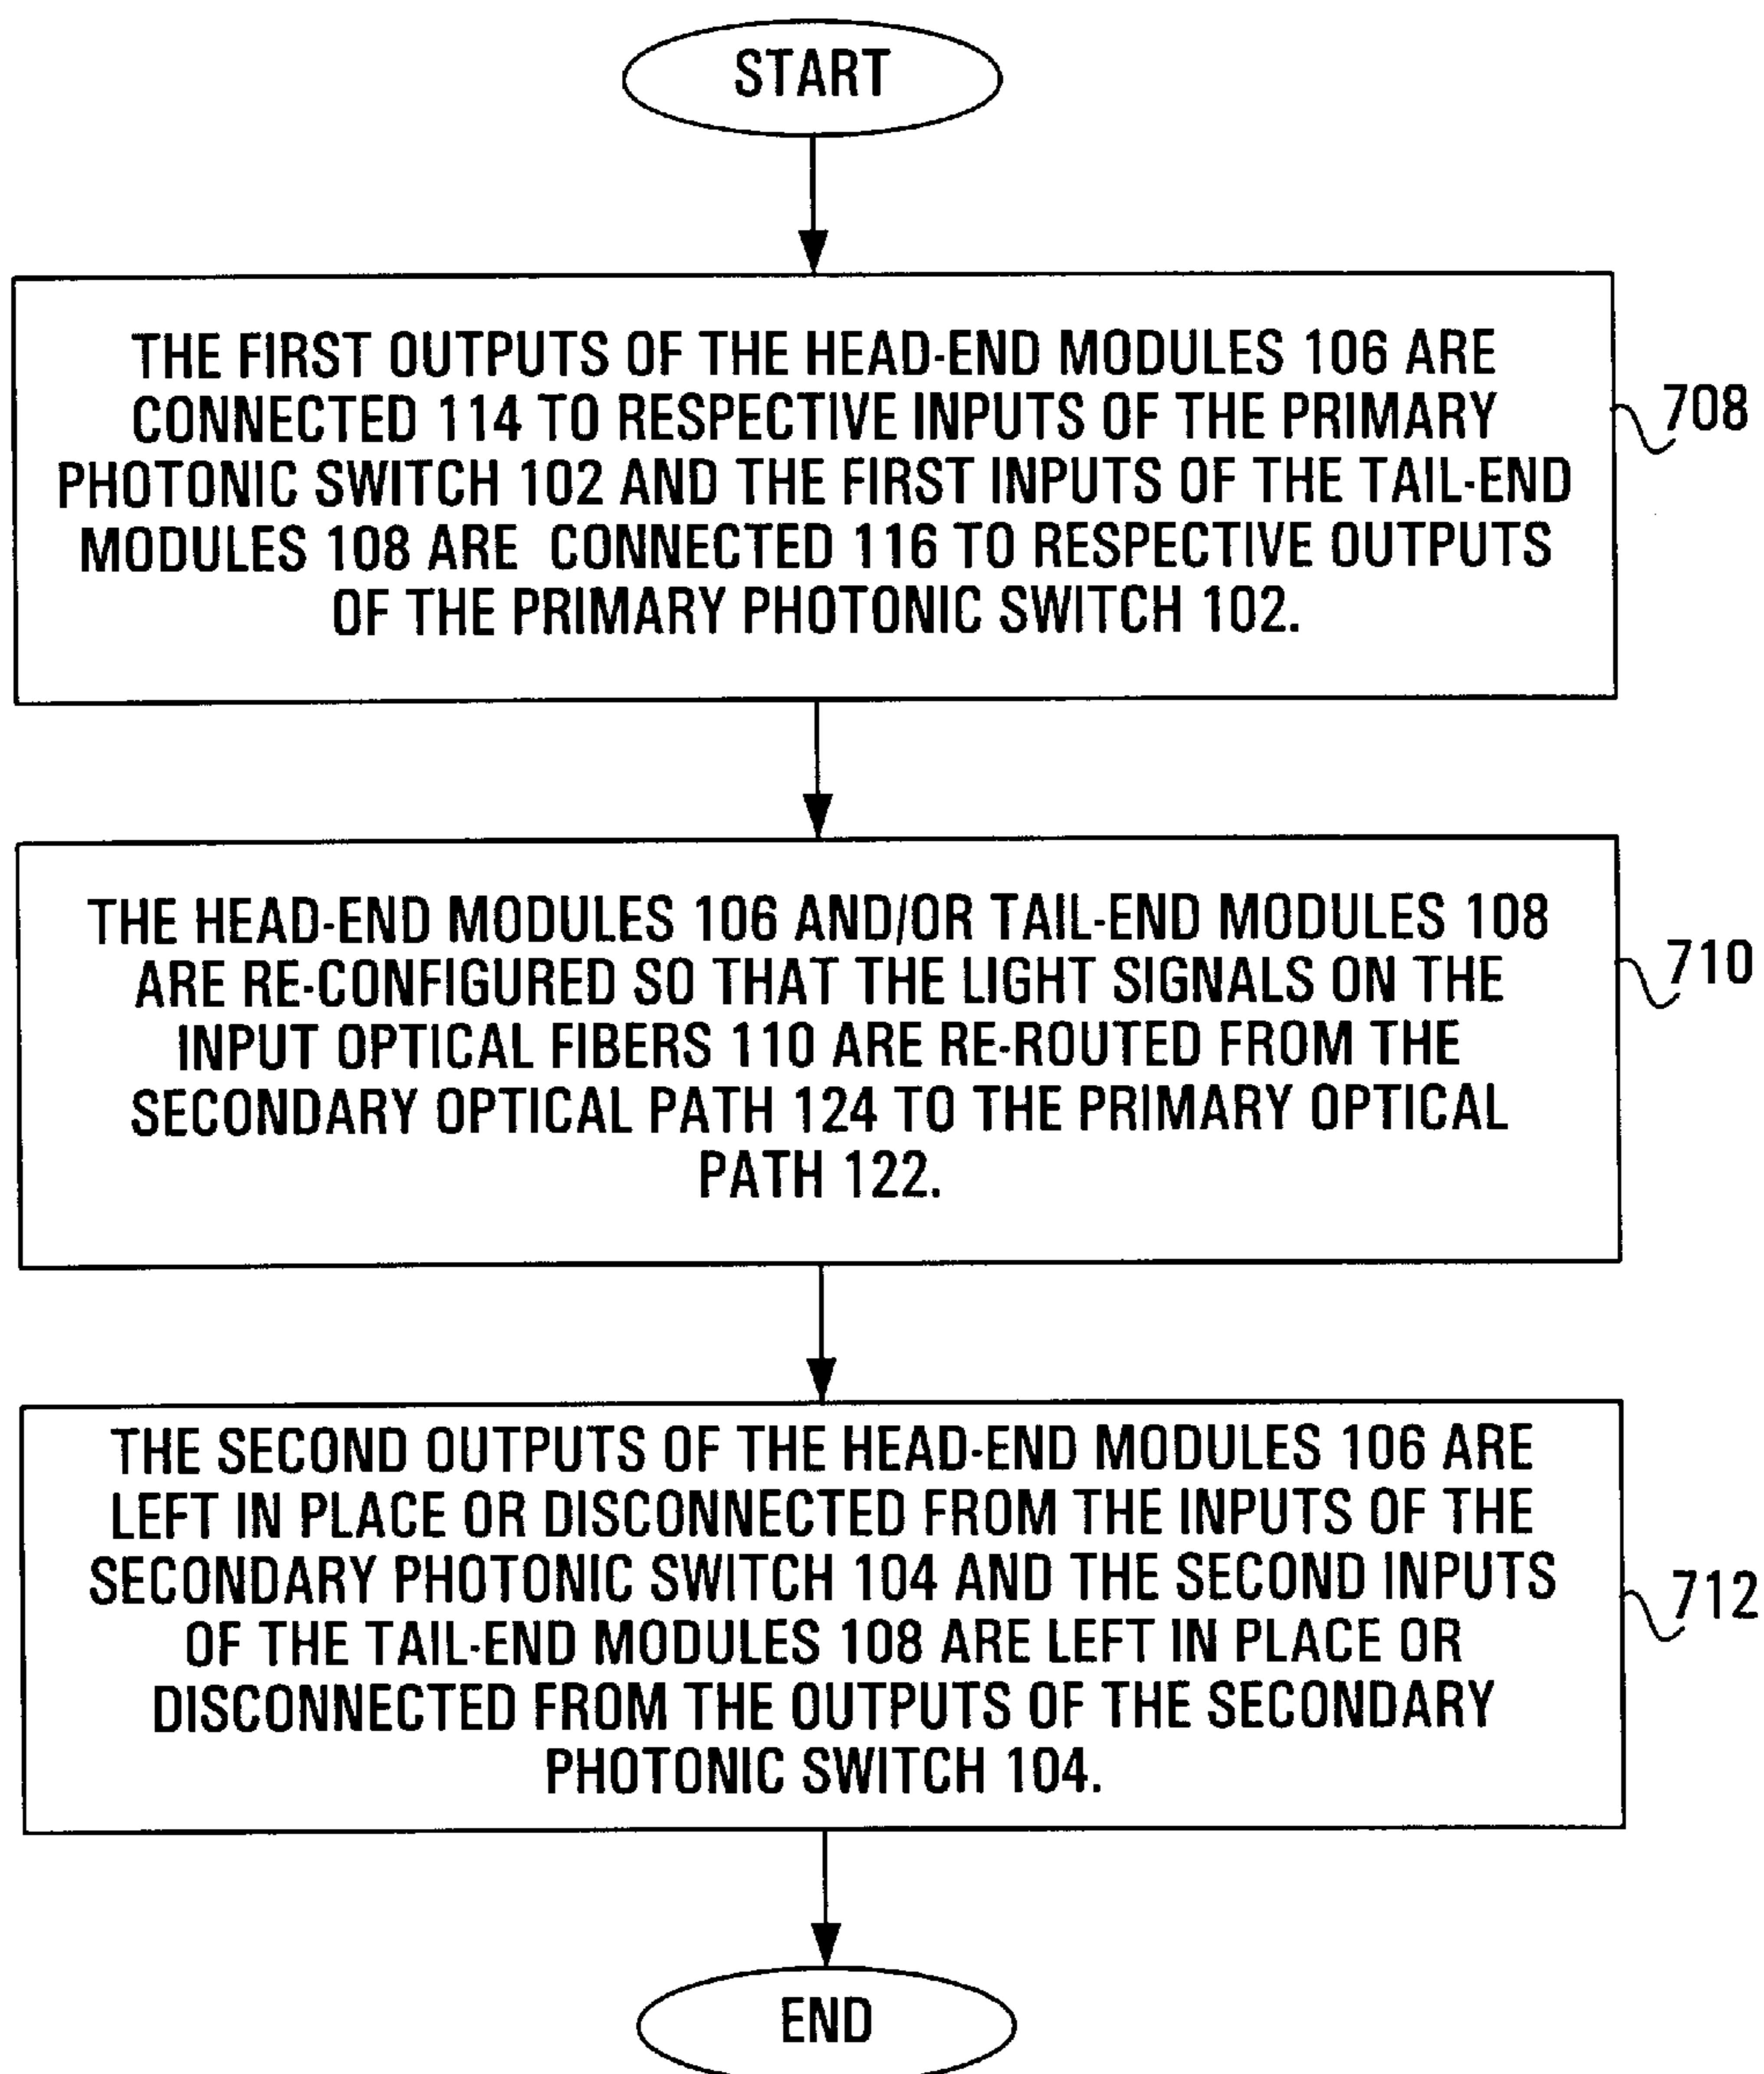 START
THE FIRST OUTPUTS OF THE HEAD-END MODULES 106 ARE
CONNECTED 114 TO RESPECTIVE INPUTS OF THE PRIMARY
PHOTONIC SWITCH 102 AND THE FIRST INPUTS OF THE TAIL-END
MODULES 108 ARE CONNECTED 116 TO RESPECTIVE OUTPUTS
OF THE PRIMARY PHOTONIC SWITCH 102.
708
THE HEAD-END MODULES 106 AND/OR TAIL-END MODULES 108
ARE RE-CONFIGURED SO THAT THE LIGHT SIGNALS ON THE
INPUT OPTICAL FIBERS 110 ARE RE-ROUTED FROM THE
SECONDARY OPTICAL PATH 124 TO THE PRIMARY OPTICAL
PATH 122.
710
THE SECOND OUTPUTS OF THE HEAD-END MODULES 106 ARE
LEFT IN PLACE OR DISCONNECTED FROM THE INPUTS OF THE
SECONDARY PHOTONIC SWITCH 104 AND THE SECOND INPUTS
OF THE TAIL-END MODULES 108 ARE LEFT IN PLACE OR
DISCONNECTED FROM THE OUTPUTS OF THE SECONDARY
PHOTONIC SWITCH 104.
712
END